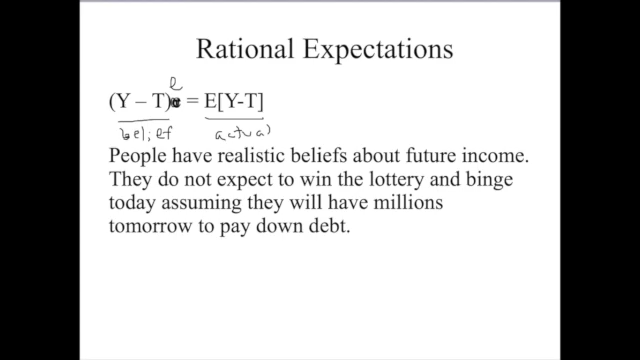 Rational Expectations
(Y – T)e = E[Y-T]
belief actual
People have realistic beliefs about future income.
They do not expect to win the lottery and binge
today assuming they will have millions
tomorrow to pay down debt.